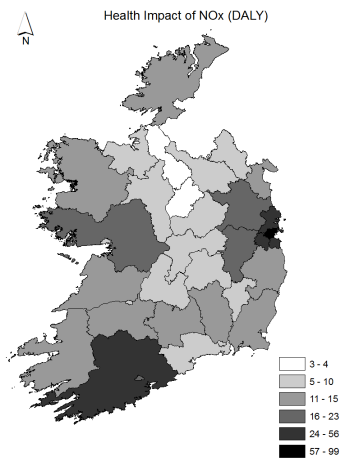 Health Impact of NOx (DALY)
N
3 - 4
5 - 10
11 - 15
16 - 23
24 - 56
57 - 99